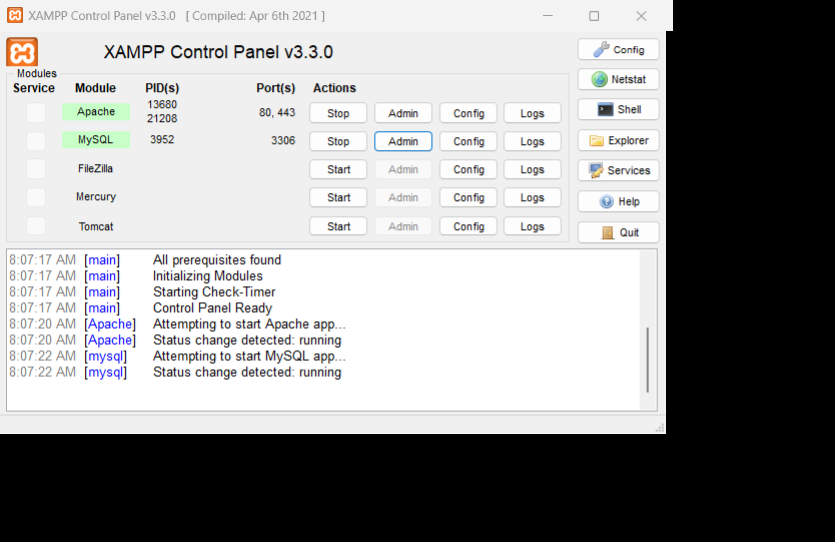 XAMPP Control Panel v3.3.0 [ Compiled: Apr 6th 2021 ]
XAMPP Control Panel v3.3.0
Modules
Service Module PID(s) Port(s) Actions
Apache 13680 21208 80, 443 Stop Admin Config Logs
MySQL 3952 3306 Stop Admin Config Logs
FileZilla Start Admin Config Logs
Mercury Start Admin Config Logs
Tomcat Start Admin Config Logs
Config
Netstat
Shell
Explorer
Services
Help
Quit
8:07:17 AM [main] All prerequisites found
8:07:17 AM [main] Initializing Modules
8:07:17 AM [main] Starting Check-Timer
8:07:17 AM [main] Control Panel Ready
8:07:20 AM [Apache] Attempting to start Apache app...
8:07:20 AM [Apache] Status change detected: running
8:07:22 AM [mysql] Attempting to start MySQL app...
8:07:22 AM [mysql] Status change detected: running